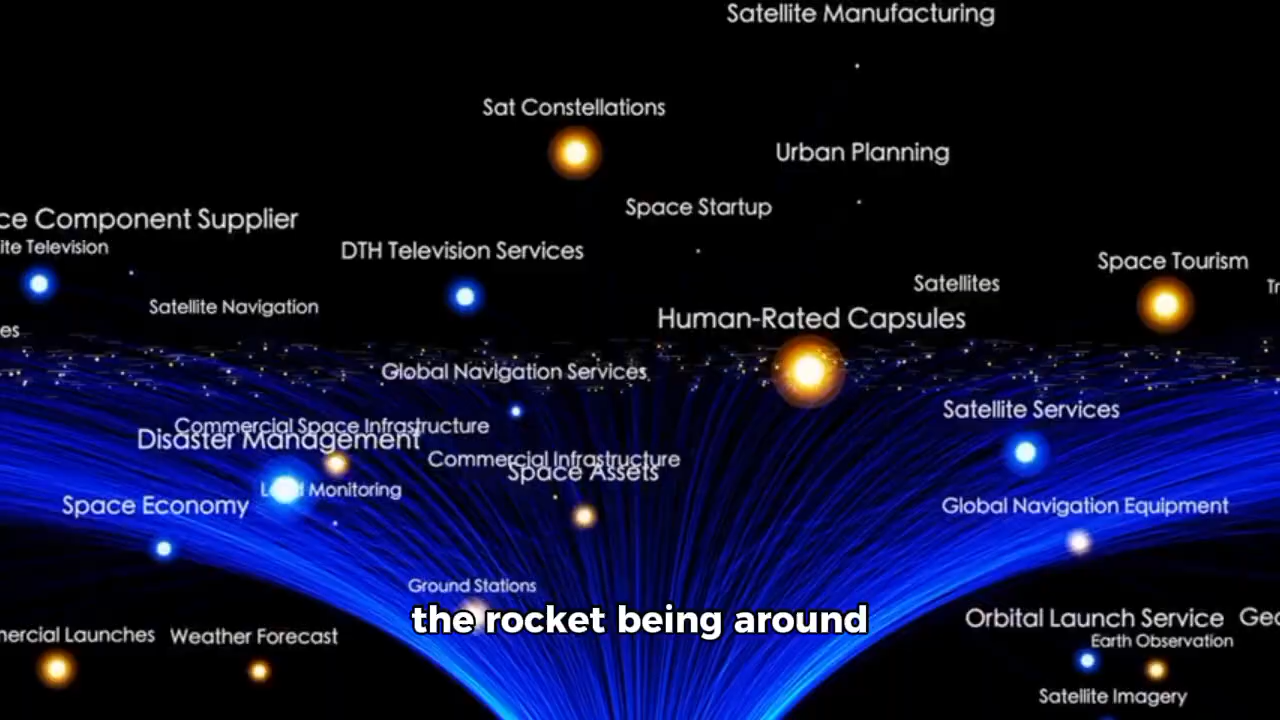 Satellite Manufacturing
Sat Constellations
Urban Planning
Space Startup
ce Component Supplier
ite Television
DTH Television Services
Space Tourism
Satellites
Tr
Satellite Navigation
Human-Rated Capsules
es
Global Navigation Services
Satellite Services
Commercial Space Infrastructure
Disaster Management
Commercial Infrastructure
Space Assets
Monitoring
Space Economy
Global Navigation Equipment
Ground Stations
the rocket being around
Orbital Launch Service
Geo
mercial Launches
Weather Forecast
Earth Observation
Satellite Imagery